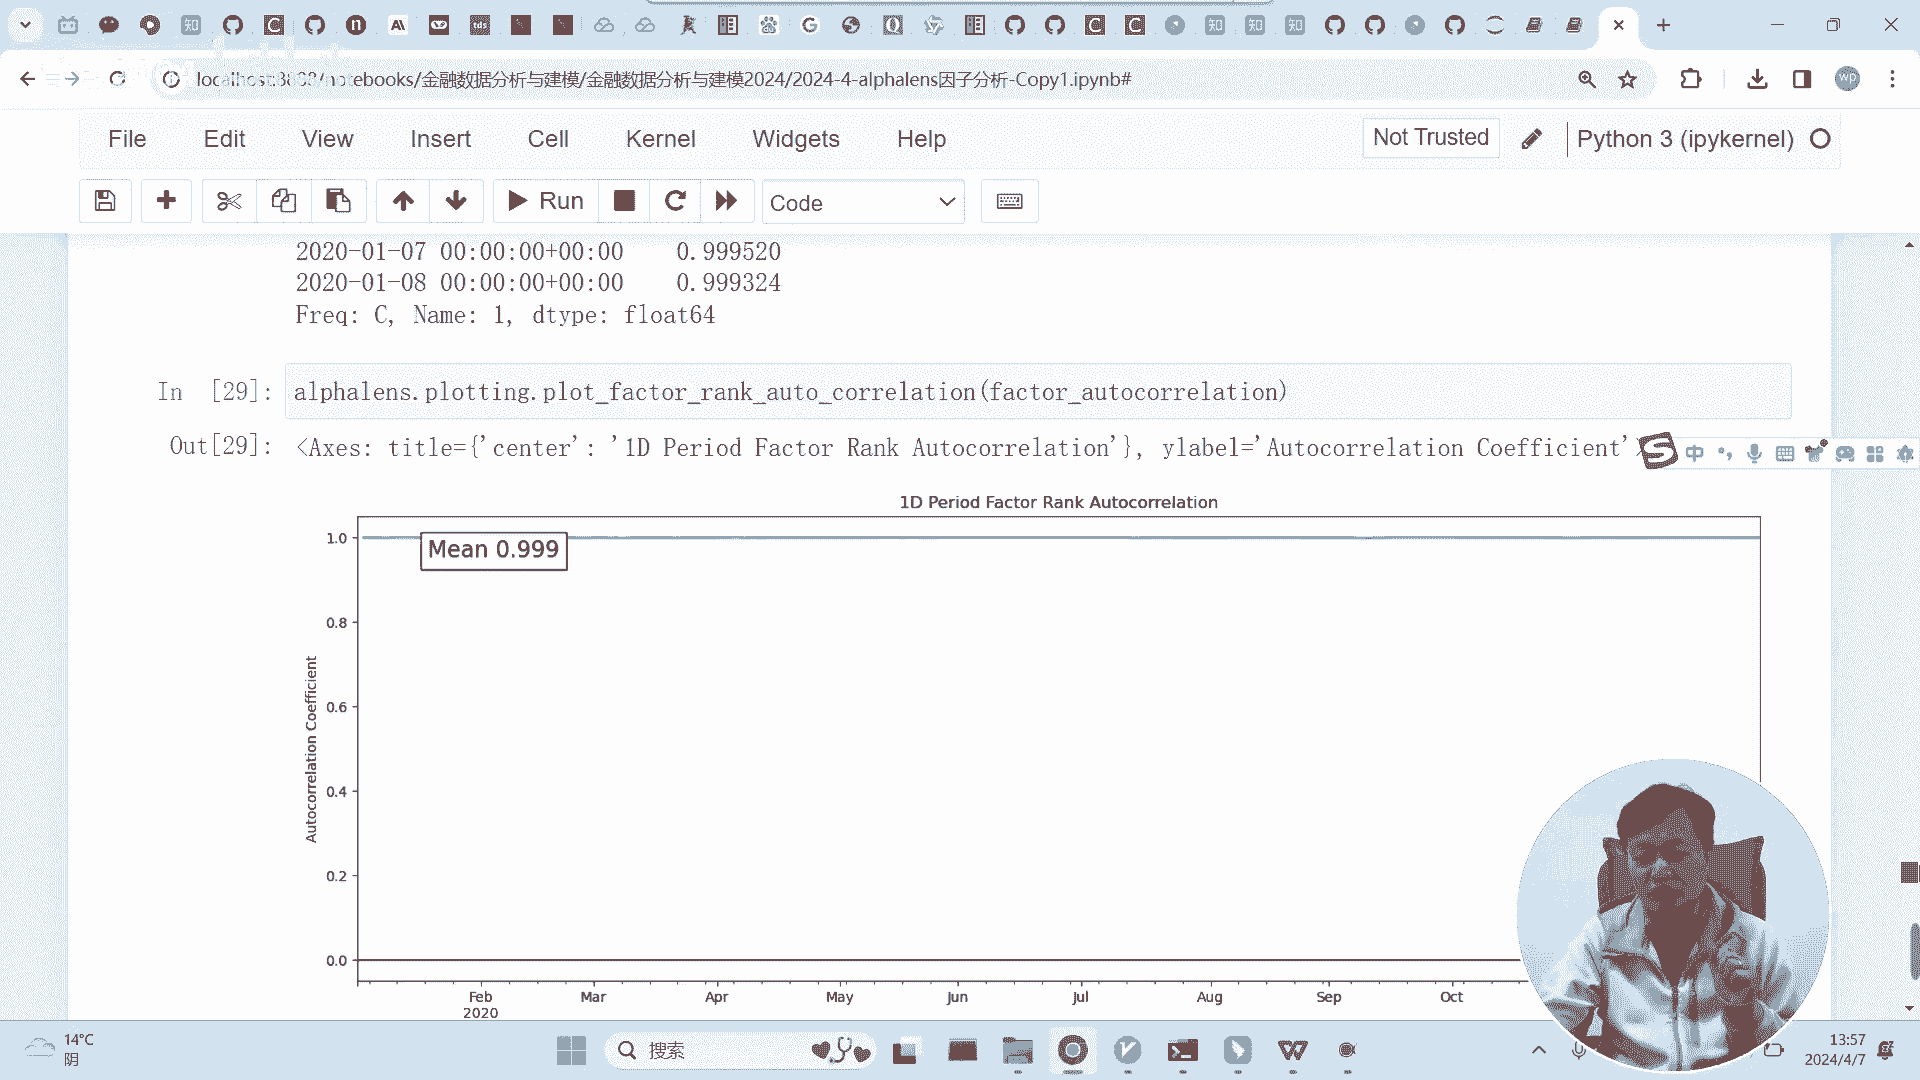 localhost:8888/notebooks/金融数据分析与建模/金融数据分析与建模2024/2024-4-alphalens因子分析-Copy1.ipynb#
wp
File Edit View Insert Cell Kernel Widgets Help Not Trusted Python 3 (ipykernel)
Run Code
2020-01-07 00:00:00+00:00 0.999520
2020-01-08 00:00:00+00:00 0.999324
Freq: C, Name: 1, dtype: float64
In [29]: alphalens.plotting.plot_factor_rank_auto_correlation(factor_autocorrelation)
Out[29]: <Axes: title={'center': '1D Period Factor Rank Autocorrelation'}, ylabel='Autocorrelation Coefficient'>
中
1D Period Factor Rank Autocorrelation
Mean 0.999
Autocorrelation Coefficient
1.0
0.8
0.6
0.4
0.2
0.0
Feb Mar Apr May Jun Jul Aug Sep Oct
2020
14°C
阴
搜索
13:57
2024/4/7